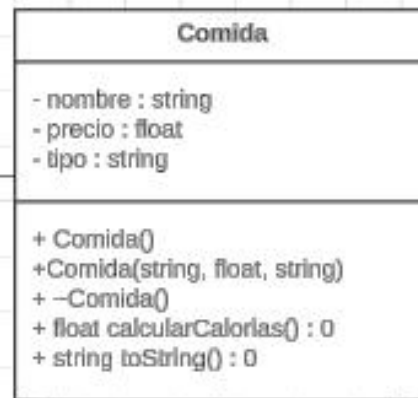 Comida
- nombre : string
- precio : float
- tipo : string
+ Comida()
+Comida(string, float, string)
+ ~Comida()
+ float calcularCalorias() : 0
+ string toString() : 0